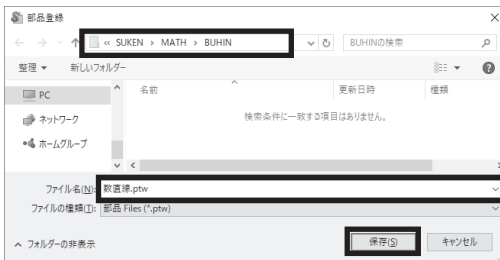 部品登録
« SUKEN › MATH › BUHIN
BUHINの検索
整理 新しいフォルダー
名前 更新日時 種類
PC
検索条件に一致する項目はありません。
ネットワーク
ホームグループ
ファイル名(N): 数直線.ptw
ファイルの種類(T): 部品 Files (*.ptw)
フォルダーの非表示
保存(S) キャンセル